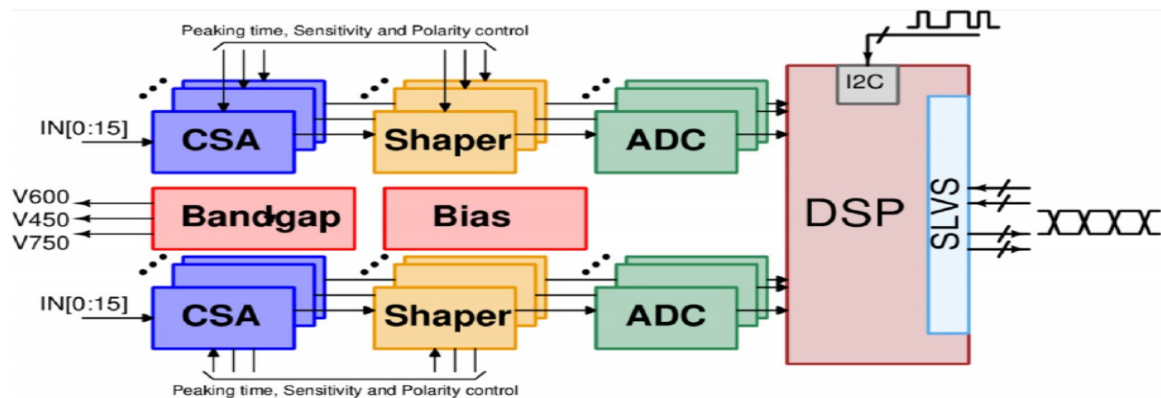 Peaking time, Sensitivity and Polarity control
I2C
IN[0:15]
CSA
Shaper
ADC
V600
V450
V750
Bandgap
Bias
DSP
SLVS
IN[0:15]
CSA
Shaper
ADC
Peaking time, Sensitivity and Polarity control